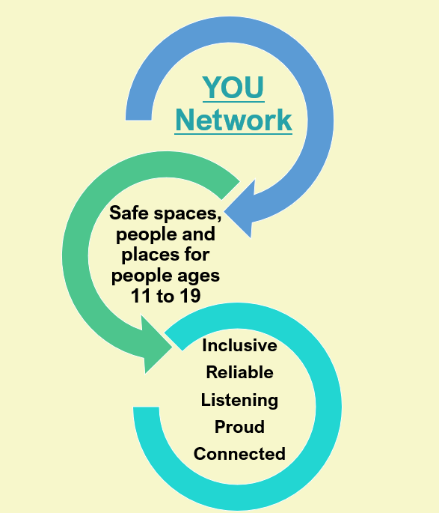 YOU
Network
Safe spaces,
people and
places for
people ages
11 to 19
Inclusive
Reliable
Listening
Proud
Connected